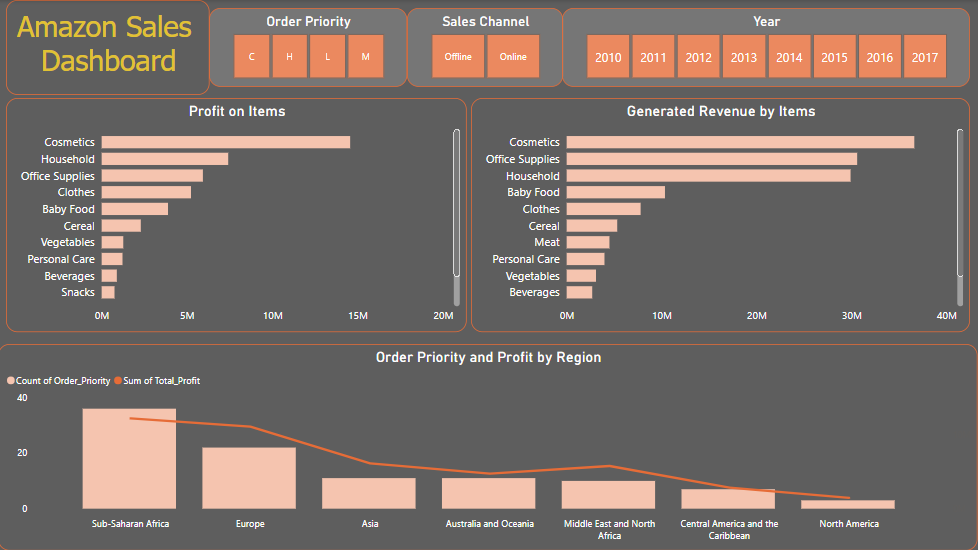 Amazon Sales
Dashboard
Order Priority
C H L M
Sales Channel
Offline Online
Year
2010 2011 2012 2013 2014 2015 2016 2017
Profit on Items
Cosmetics
Household
Office Supplies
Clothes
Baby Food
Cereal
Vegetables
Personal Care
Beverages
Snacks
0M 5M 10M 15M 20M
Generated Revenue by Items
Cosmetics
Office Supplies
Household
Baby Food
Clothes
Cereal
Meat
Personal Care
Vegetables
Beverages
0M 10M 20M 30M 40M
Order Priority and Profit by Region
Count of Order_Priority Sum of Total_Profit
40
20
0
Sub-Saharan Africa
Europe
Asia
Australia and Oceania
Middle East and North
Africa
Central America and the
Caribbean
North America